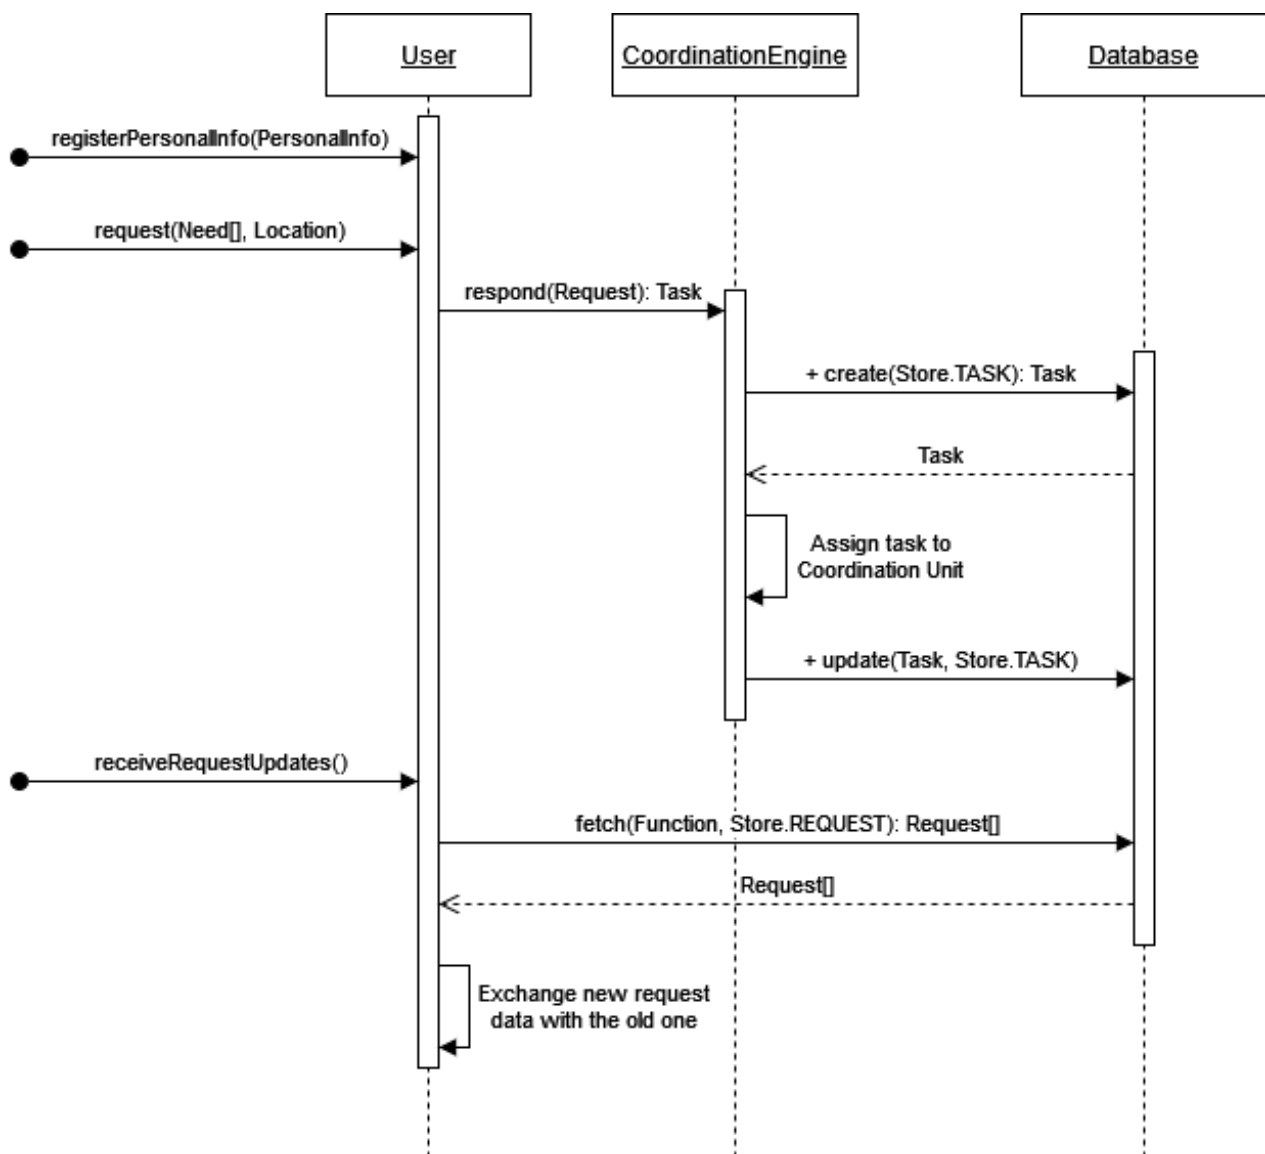 User
CoordinationEngine
Database
registerPersonalInfo(PersonalInfo)
request(Need[], Location)
respond(Request): Task
+ create(Store.TASK): Task
Task
Assign task to
Coordination Unit
+ update(Task, Store.TASK)
receiveRequestUpdates()
fetch(Function, Store.REQUEST): Request[]
Request[]
Exchange new request
data with the old one